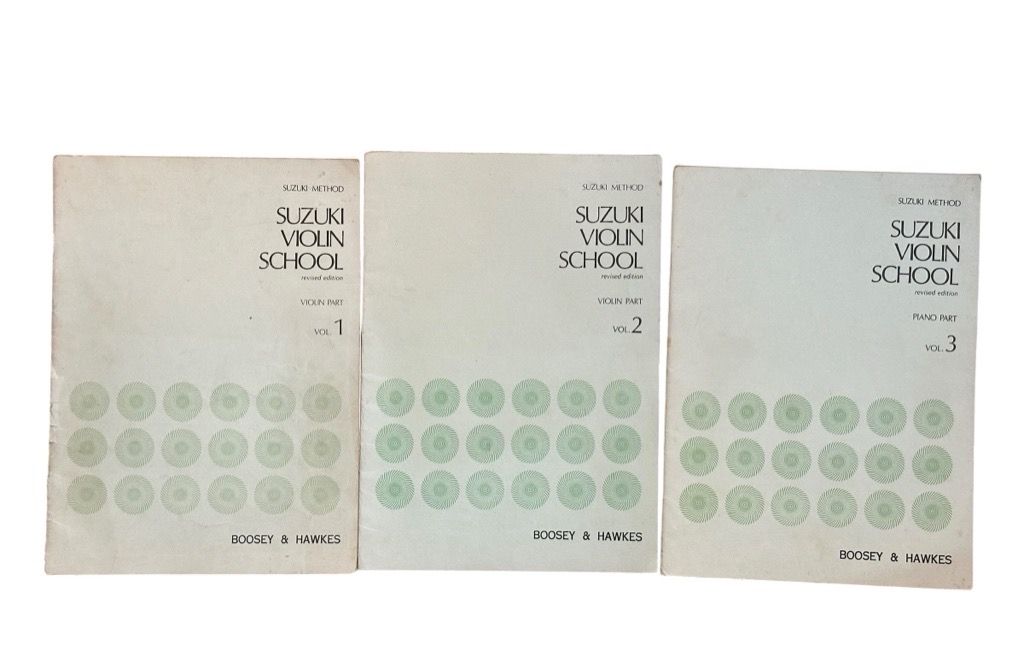 SUZUKI METHOD
SUZUKI
VIOLIN
SCHOOL
revised edition
VIOLIN PART
VOL. 1
BOOSEY & HAWKES
SUZUKI METHOD
SUZUKI
VIOLIN
SCHOOL
revised edition
VIOLIN PART
VOL. 2
BOOSEY & HAWKES
SUZUKI METHOD
SUZUKI
VIOLIN
SCHOOL
revised edition
PIANO PART
VOL. 3
BOOSEY & HAWKES